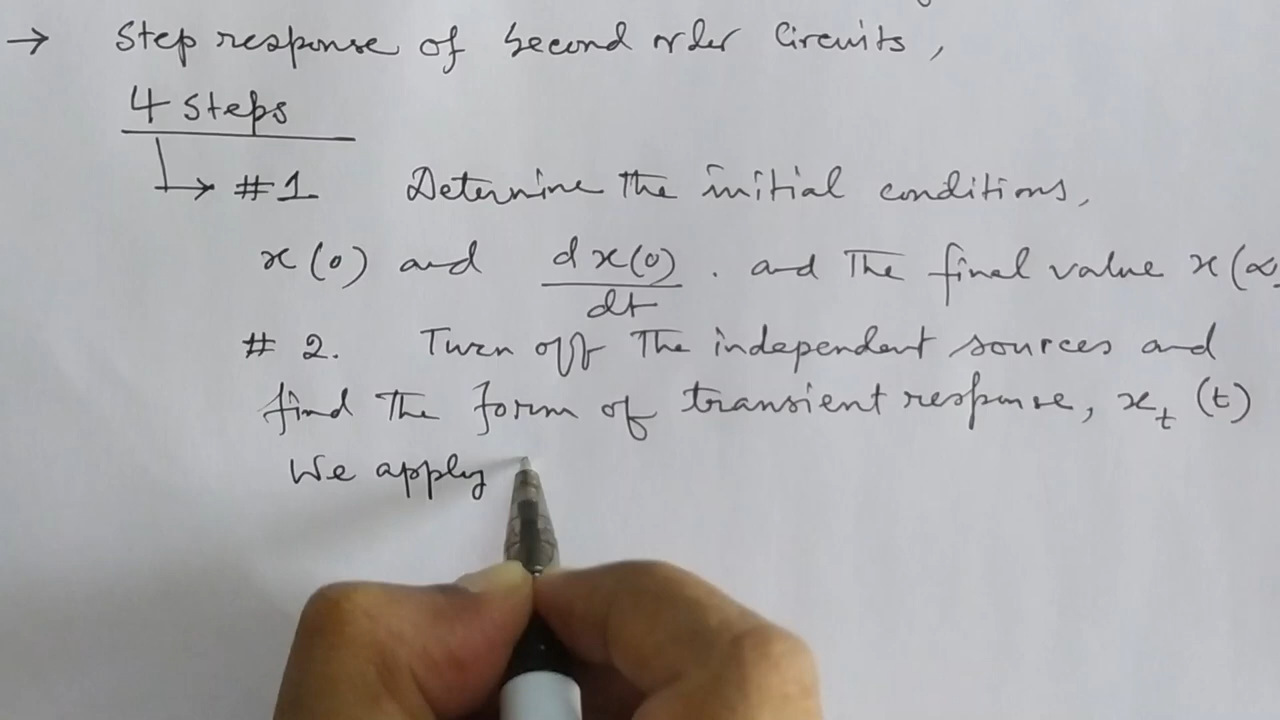 → Step response of second order circuits,
4 steps
→ #1 Determine the initial conditions,
x(0) and dx(0)/dt . and the final value x(∞
# 2. Turn off the independent sources and
find the form of transient response, x_t (t)
We apply